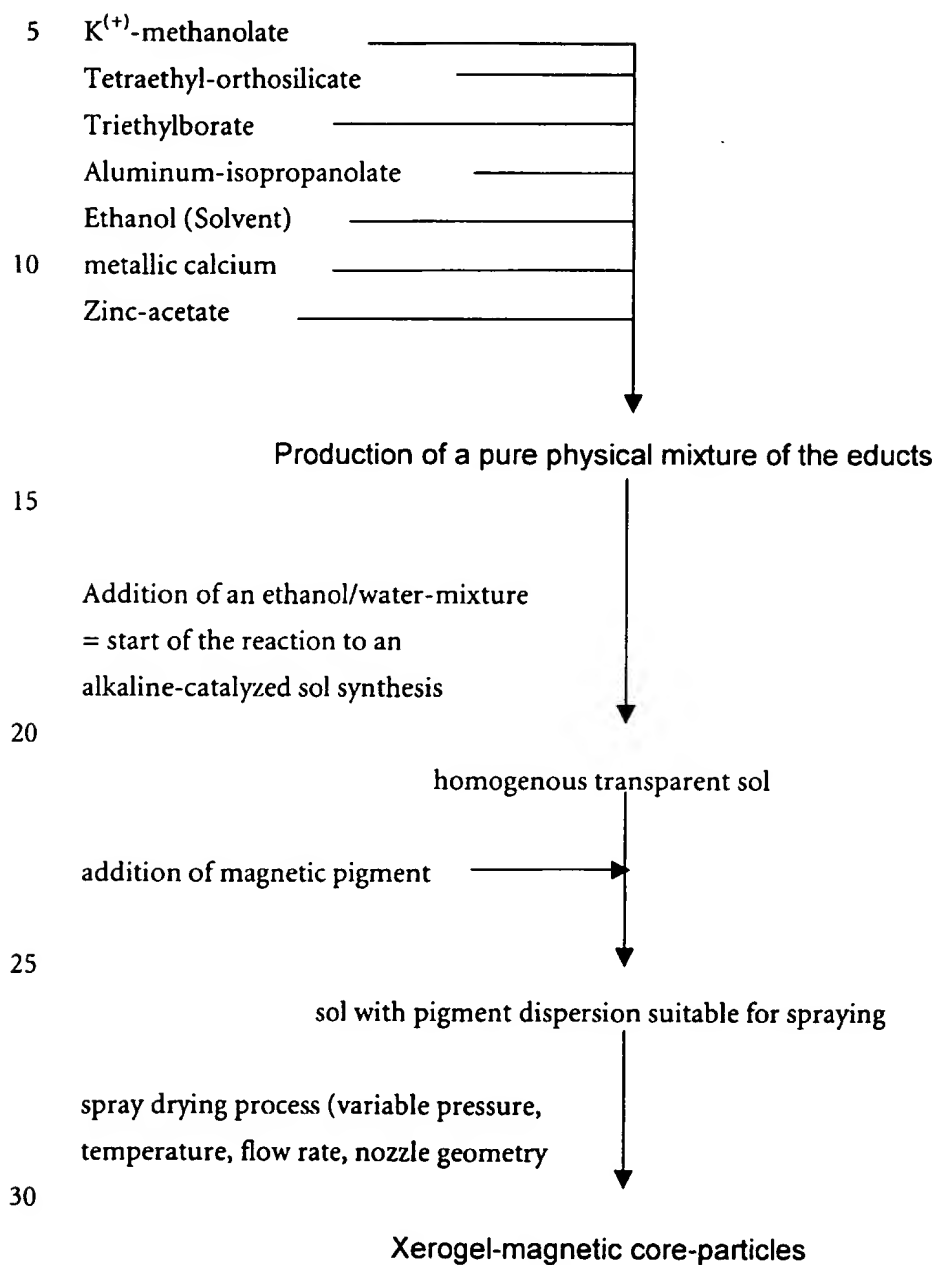 5 K(+)-methanolate
Tetraethyl-orthosilicate
Triethylborate
Aluminum-isopropanolate
Ethanol (Solvent)
10 metallic calcium
Zinc-acetate
Production of a pure physical mixture of the educts
15
Addition of an ethanol/water-mixture
= start of the reaction to an
alkaline-catalyzed sol synthesis
20
homogenous transparent sol
addition of magnetic pigment
25
sol with pigment dispersion suitable for spraying
spray drying process (variable pressure,
temperature, flow rate, nozzle geometry
30
Xerogel-magnetic core-particles